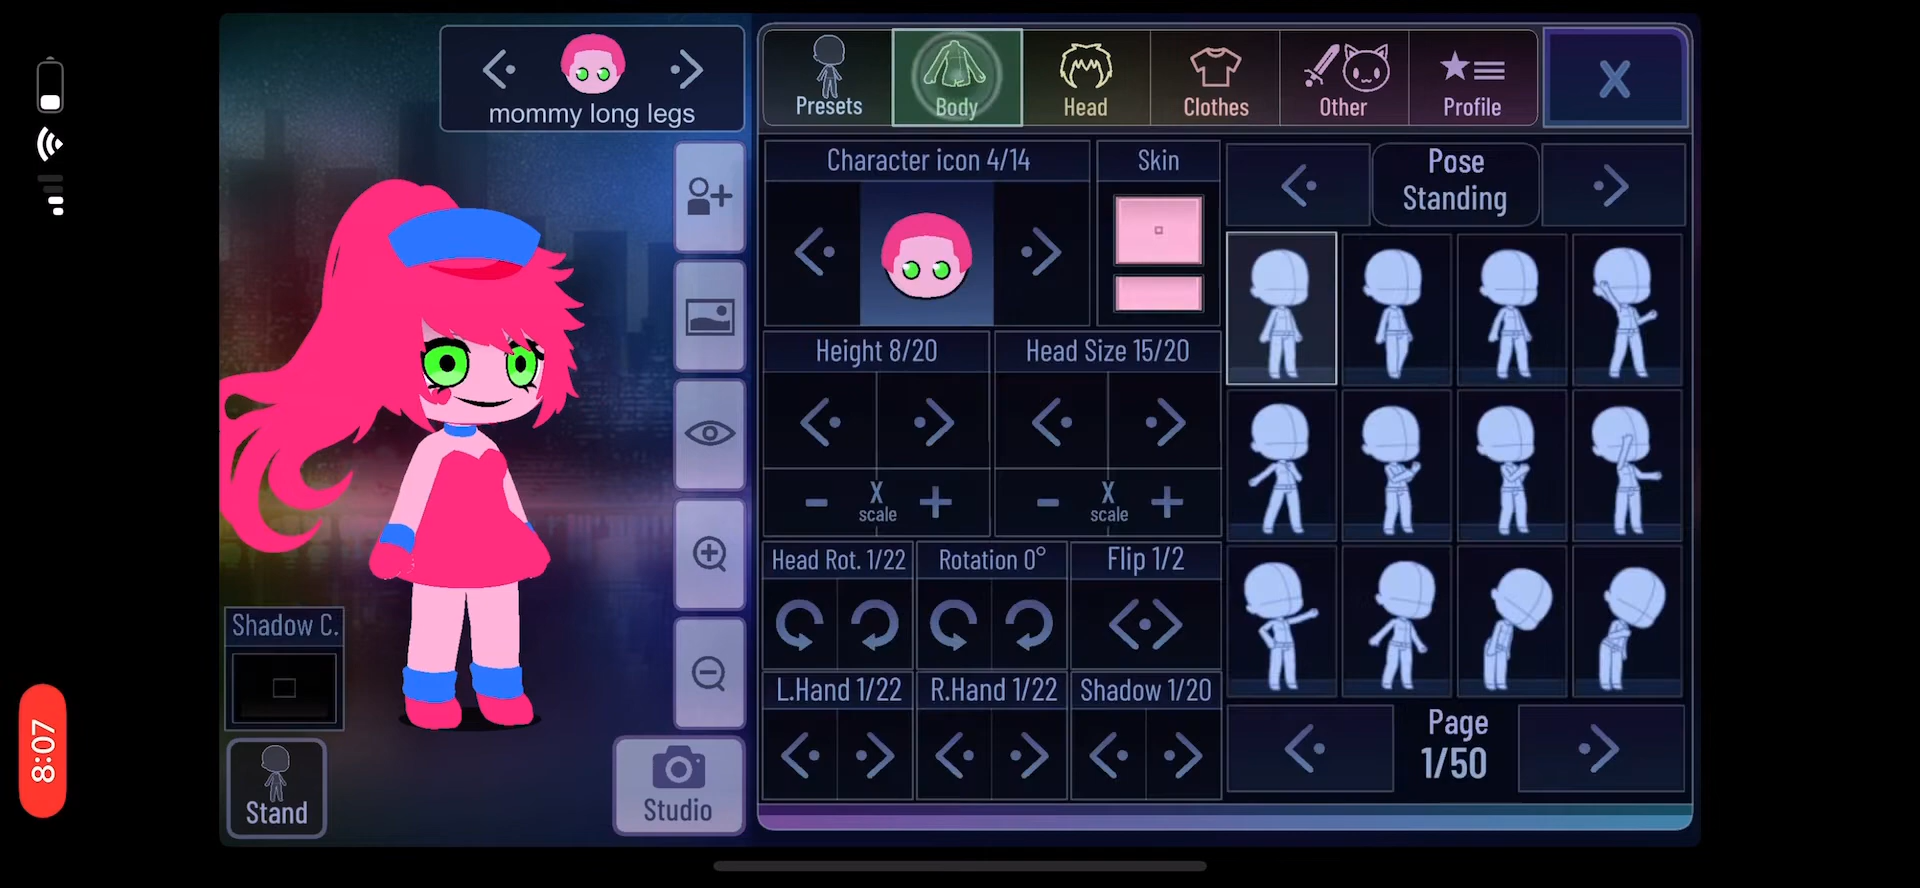 mommy long legs
Presets
Body
Head
Clothes
Other
Profile
X
Character icon 4/14
Skin
Pose
Standing
Height 8/20
Head Size 15/20
X
scale
X
scale
Head Rot. 1/22
Rotation 0°
Flip 1/2
L.Hand 1/22
R.Hand 1/22
Shadow 1/20
Page
1/50
Shadow C.
Stand
Studio
8:07